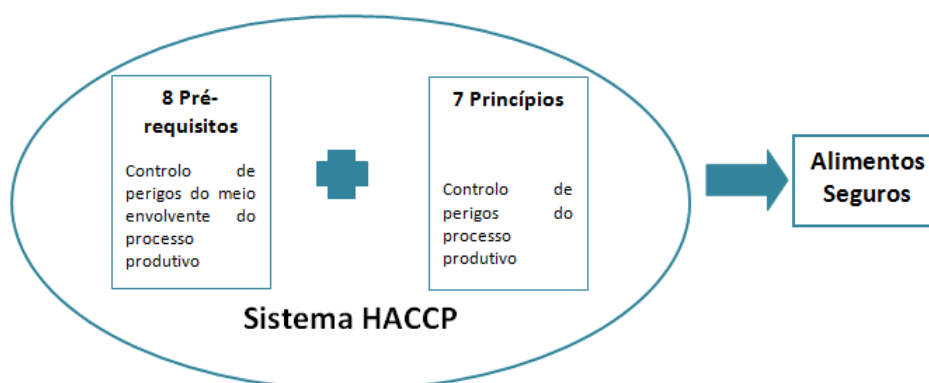 8 Pré-
requisitos
Controlo de
perigos do meio
envolvente do
processo
produtivo
7 Princípios
Controlo de
perigos do
processo
produtivo
Alimentos
Seguros
Sistema HACCP